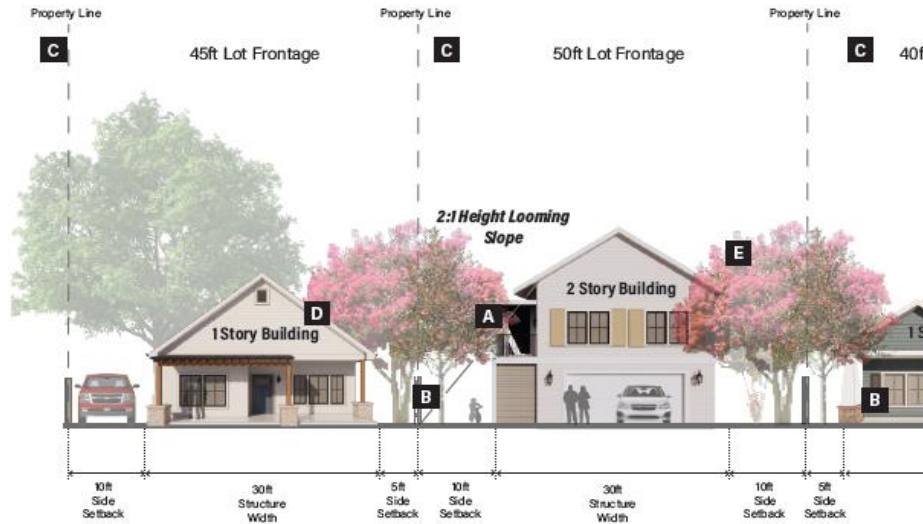 Property Line
Property Line
Property Line
C
45ft Lot Frontage
C
50ft Lot Frontage
C
40f
2:1 Height Looming
Slope
E
D
1 Story Building
A
2 Story Building
1 S
B
B
10ft
Side
Setback
30ft
Structure
Width
5ft
Side
Setback
10ft
Side
Setback
30ft
Structure
Width
10ft
Side
Setback
5ft
Side
Setback